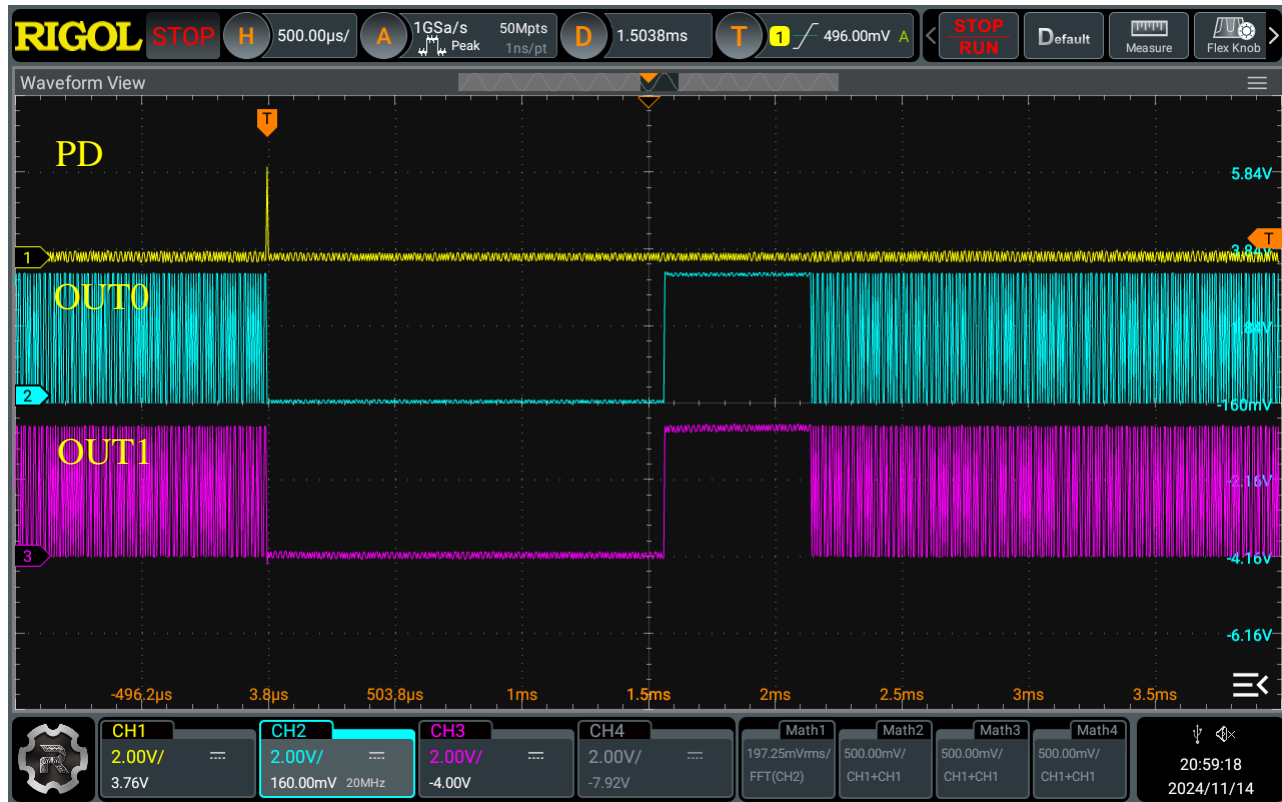 RIGOL STOP H 500.00μs/ A 1GSa/s 50Mpts D 1.5038ms T 1 496.00mV A STOP Default Measure Flex Knob
Peak 1ns/pt RUN
Waveform View
T
PD
5.84V
T
1 3.84V
OUT0
1.84V
2 -160mV
OUT1
-2.16V
3 -4.16V
-6.16V
-496.2μs 3.8μs 503.8μs 1ms 1.5ms 2ms 2.5ms 3ms 3.5ms
CH1 CH2 CH3 CH4 Math1 Math2 Math3 Math4
2.00V/ 2.00V/ 2.00V/ 2.00V/ 197.25mVrms/ 500.00mV/ 500.00mV/ 500.00mV/
3.76V 160.00mV 20MHz -4.00V -7.92V FFT(CH2) CH1+CH1 CH1+CH1 CH1+CH1
R
20:59:18
2024/11/14